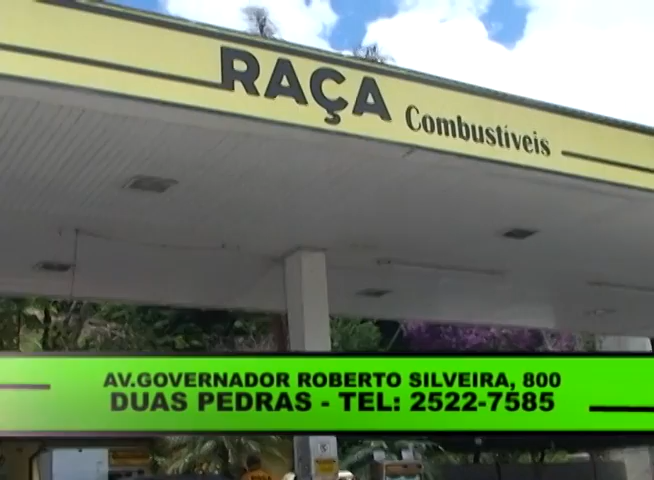 RAÇA Combustíveis
AV.GOVERNADOR ROBERTO SILVEIRA, 800
DUAS PEDRAS - TEL: 2522-7585